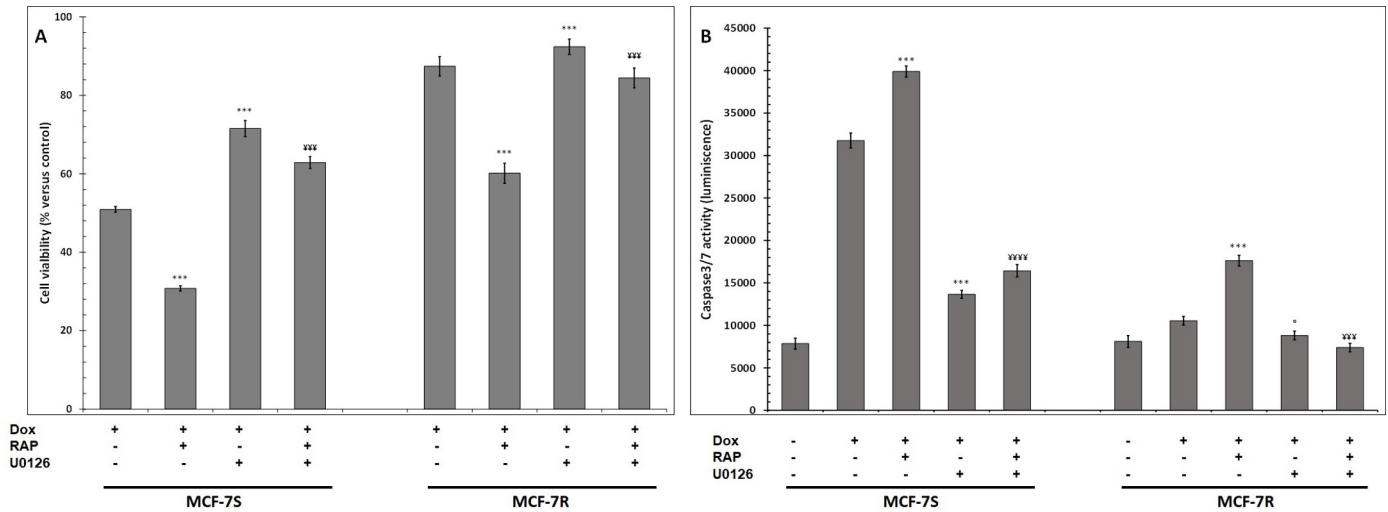 A
Cell vialbility (% versus control)
100
80
60
40
20
0
***
***
¥¥¥
***
***
¥¥¥
Dox + + + + + + + +
RAP - + - + - + - +
U0126 - - + + - - + +
MCF-7S MCF-7R
B
Caspase3/7 activity (luminiscence)
45000
40000
35000
30000
25000
20000
15000
10000
5000
0
***
***
¥¥¥¥
***
°
¥¥¥
Dox - + + + + - + + + +
RAP - - + - + - - + - +
U0126 - - - + + - - - + +
MCF-7S MCF-7R